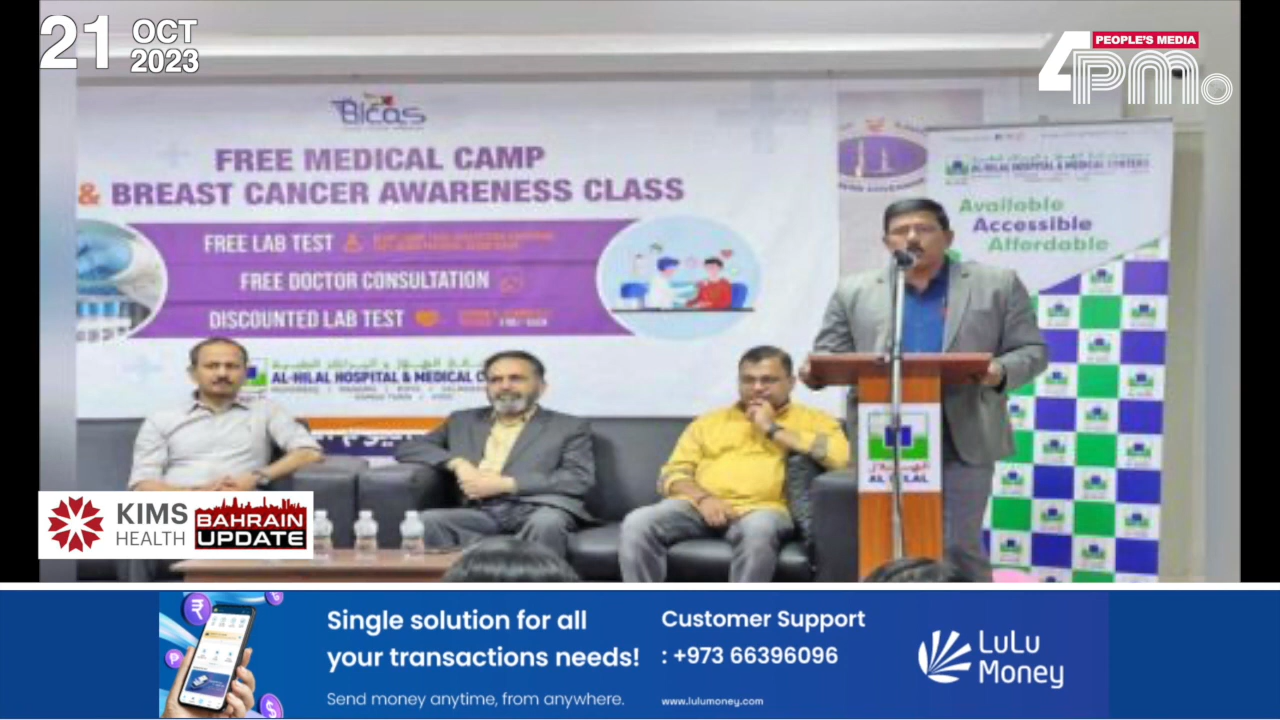 21 OCT
2023
PEOPLE'S MEDIA
4pm
Bicas
FREE MEDICAL CAMP
& BREAST CANCER AWARENESS CLASS
FREE LAB TEST
FREE DOCTOR CONSULTATION
DISCOUNTED LAB TEST
AL-HILAL HOSPITAL & MEDICAL C
AL-HILAL HOSPITAL & MEDICAL CENTERS
Available
Accessible
Affordable
الهـلال
AL HILAL
KIMS
HEALTH
BAHRAIN
UPDATE
Single solution for all
your transactions needs!
Send money anytime, from anywhere.
Customer Support
: +973 66396096
www.lulumoney.com
LuLu
Money